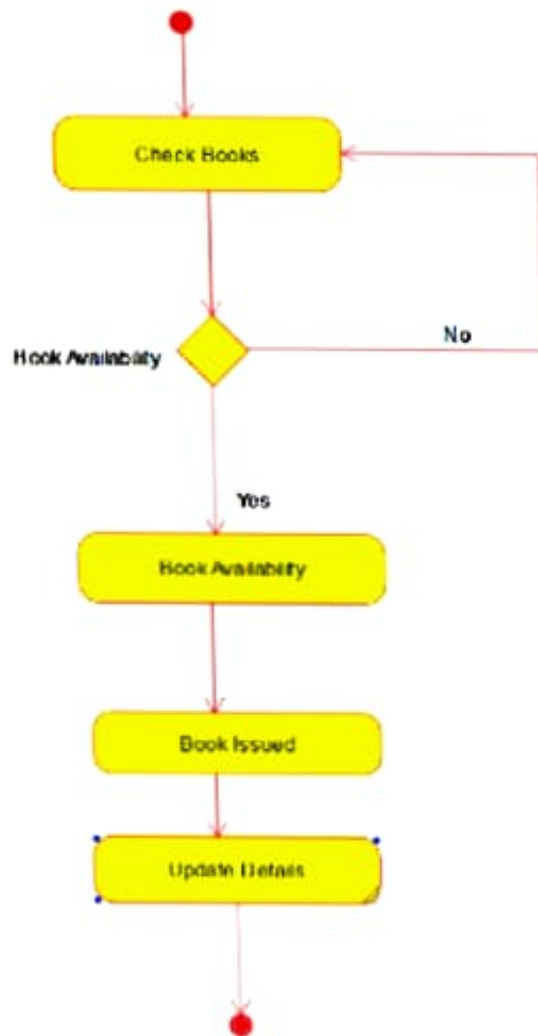 Check Books
No
Book Availability
Yes
Book Availability
Book Issued
Update Details